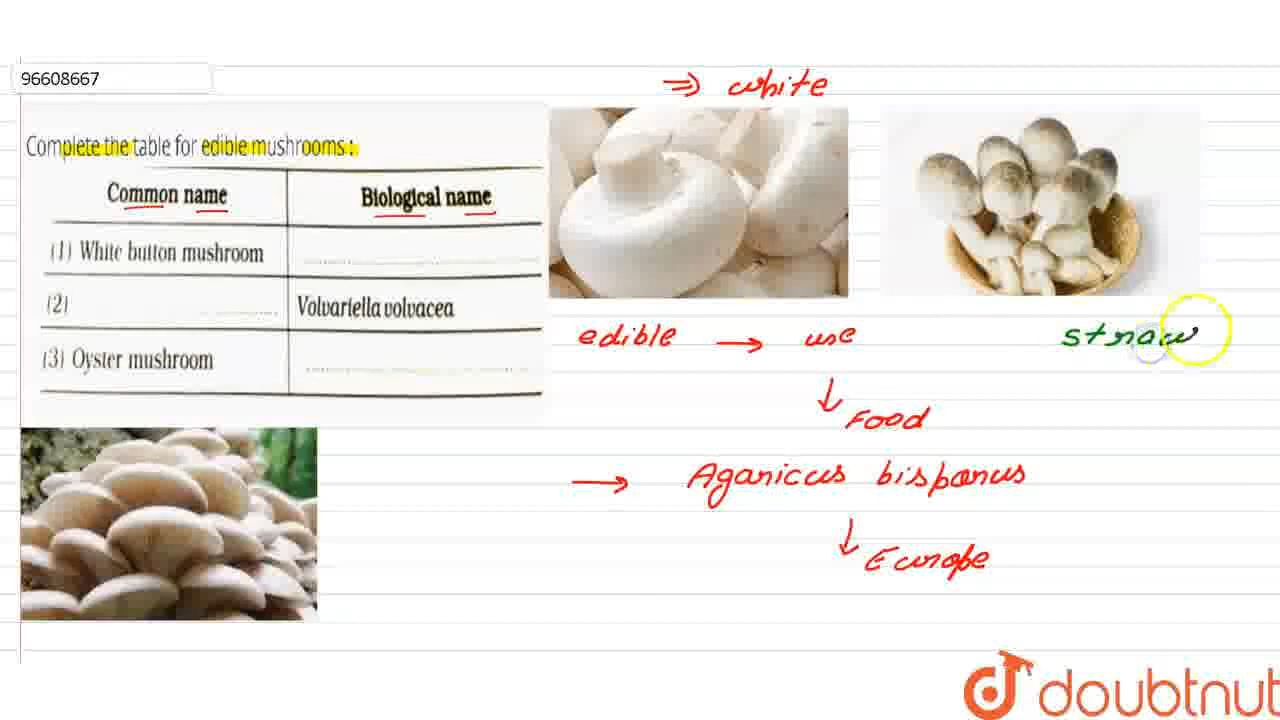 96608667
⇒ white
Complete the table for edible mushrooms :
Common name Biological name
(1) White button mushroom
(2) Volvariella volvacea
(3) Oyster mushroom
edible → use
↓ Food
→ Agaricus bisporus
↓ Europe
straw
doubtnut